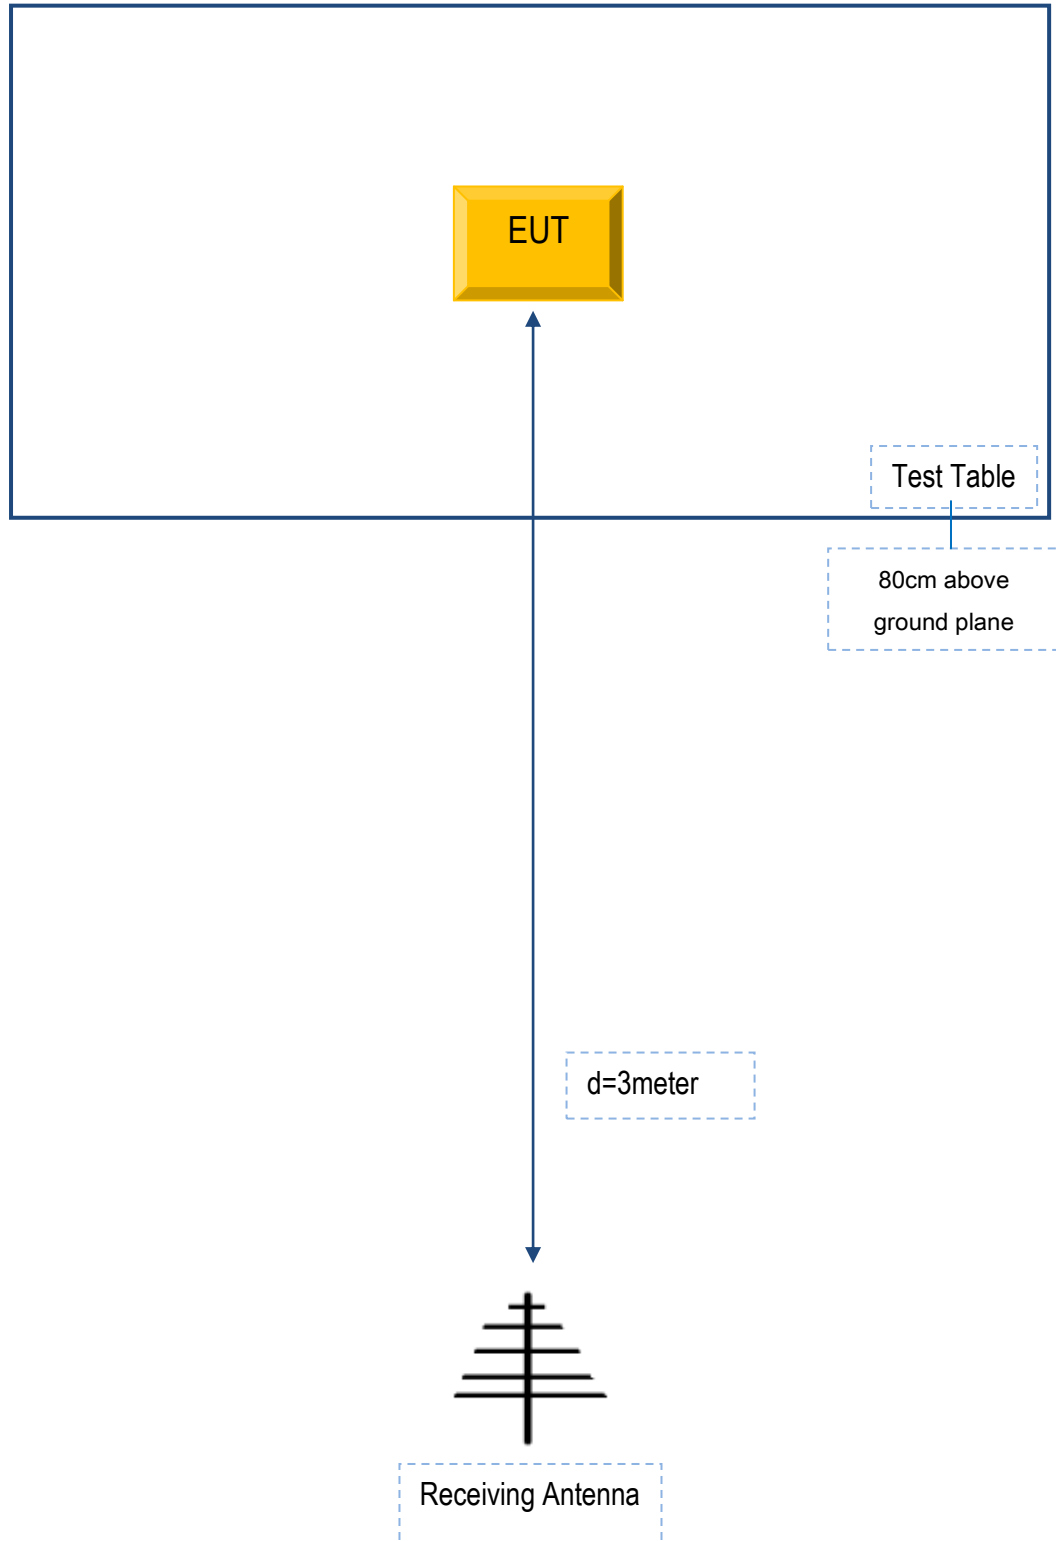 EUT
Test Table
80cm above
ground plane
d=3meter
Receiving Antenna